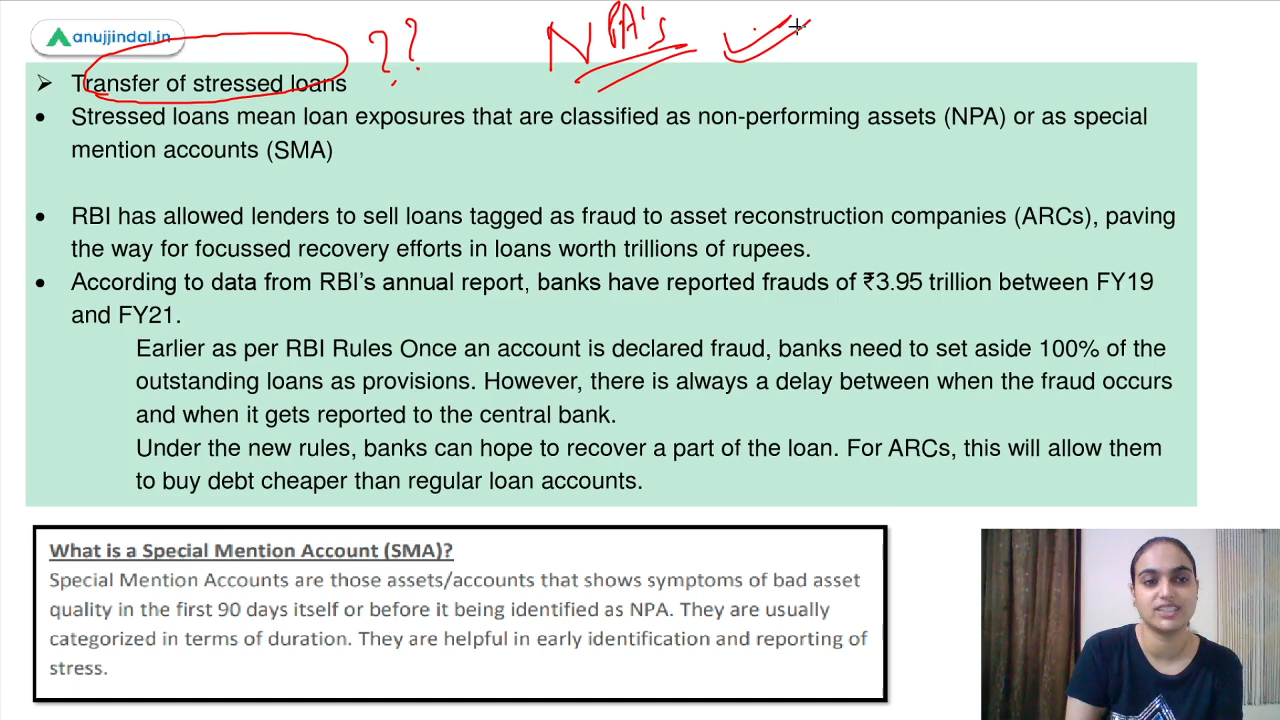 anujjindal.in
?? NPA's
➤ Transfer of stressed loans
• Stressed loans mean loan exposures that are classified as non-performing assets (NPA) or as special
mention accounts (SMA)
• RBI has allowed lenders to sell loans tagged as fraud to asset reconstruction companies (ARCs), paving
the way for focussed recovery efforts in loans worth trillions of rupees.
• According to data from RBI's annual report, banks have reported frauds of ₹3.95 trillion between FY19
and FY21.
Earlier as per RBI Rules Once an account is declared fraud, banks need to set aside 100% of the
outstanding loans as provisions. However, there is always a delay between when the fraud occurs
and when it gets reported to the central bank.
Under the new rules, banks can hope to recover a part of the loan. For ARCs, this will allow them
to buy debt cheaper than regular loan accounts.
What is a Special Mention Account (SMA)?
Special Mention Accounts are those assets/accounts that shows symptoms of bad asset
quality in the first 90 days itself or before it being identified as NPA. They are usually
categorized in terms of duration. They are helpful in early identification and reporting of
stress.